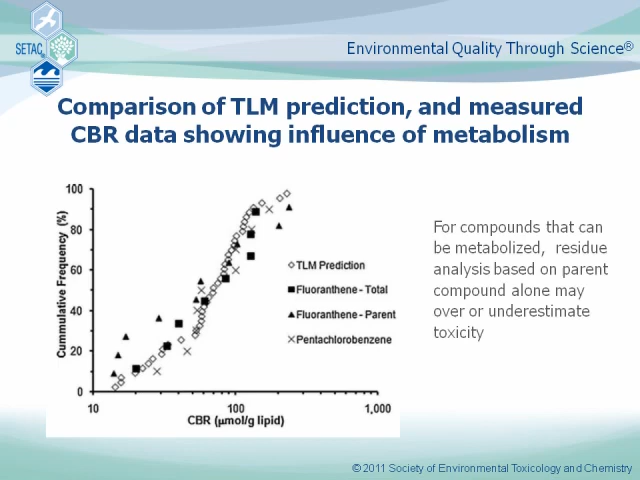 SETAC
Environmental Quality Through Science®
Comparison of TLM prediction, and measured
CBR data showing influence of metabolism
100
80
60
40
20
0
Cummulative Frequency (%)
10
100
1,000
CBR (μmol/g lipid)
TLM Prediction
Fluoranthene - Total
Fluoranthene - Parent
Pentachlorobenzene
For compounds that can
be metabolized, residue
analysis based on parent
compound alone may
over or underestimate
toxicity
© 2011 Society of Environmental Toxicology and Chemistry